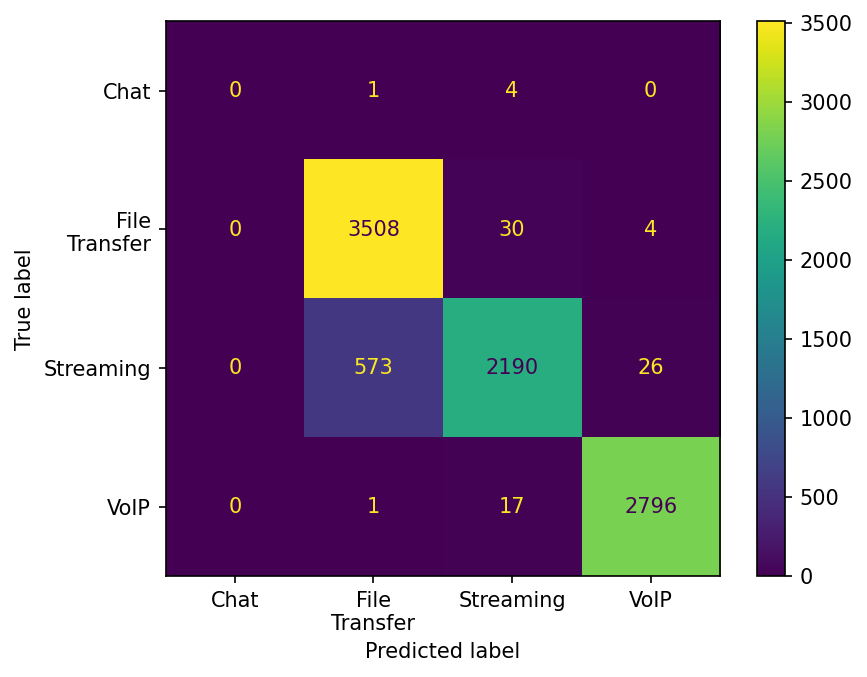 Chat 0 1 4 0
File
Transfer 0 3508 30 4
Streaming 0 573 2190 26
VoIP 0 1 17 2796
Chat File Streaming VoIP
Transfer
Predicted label
True label
3500
3000
2500
2000
1500
1000
500
0